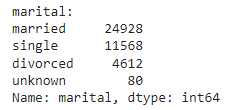 marital:
married     24928
single      11568
divorced     4612
unknown        80
Name: marital, dtype: int64